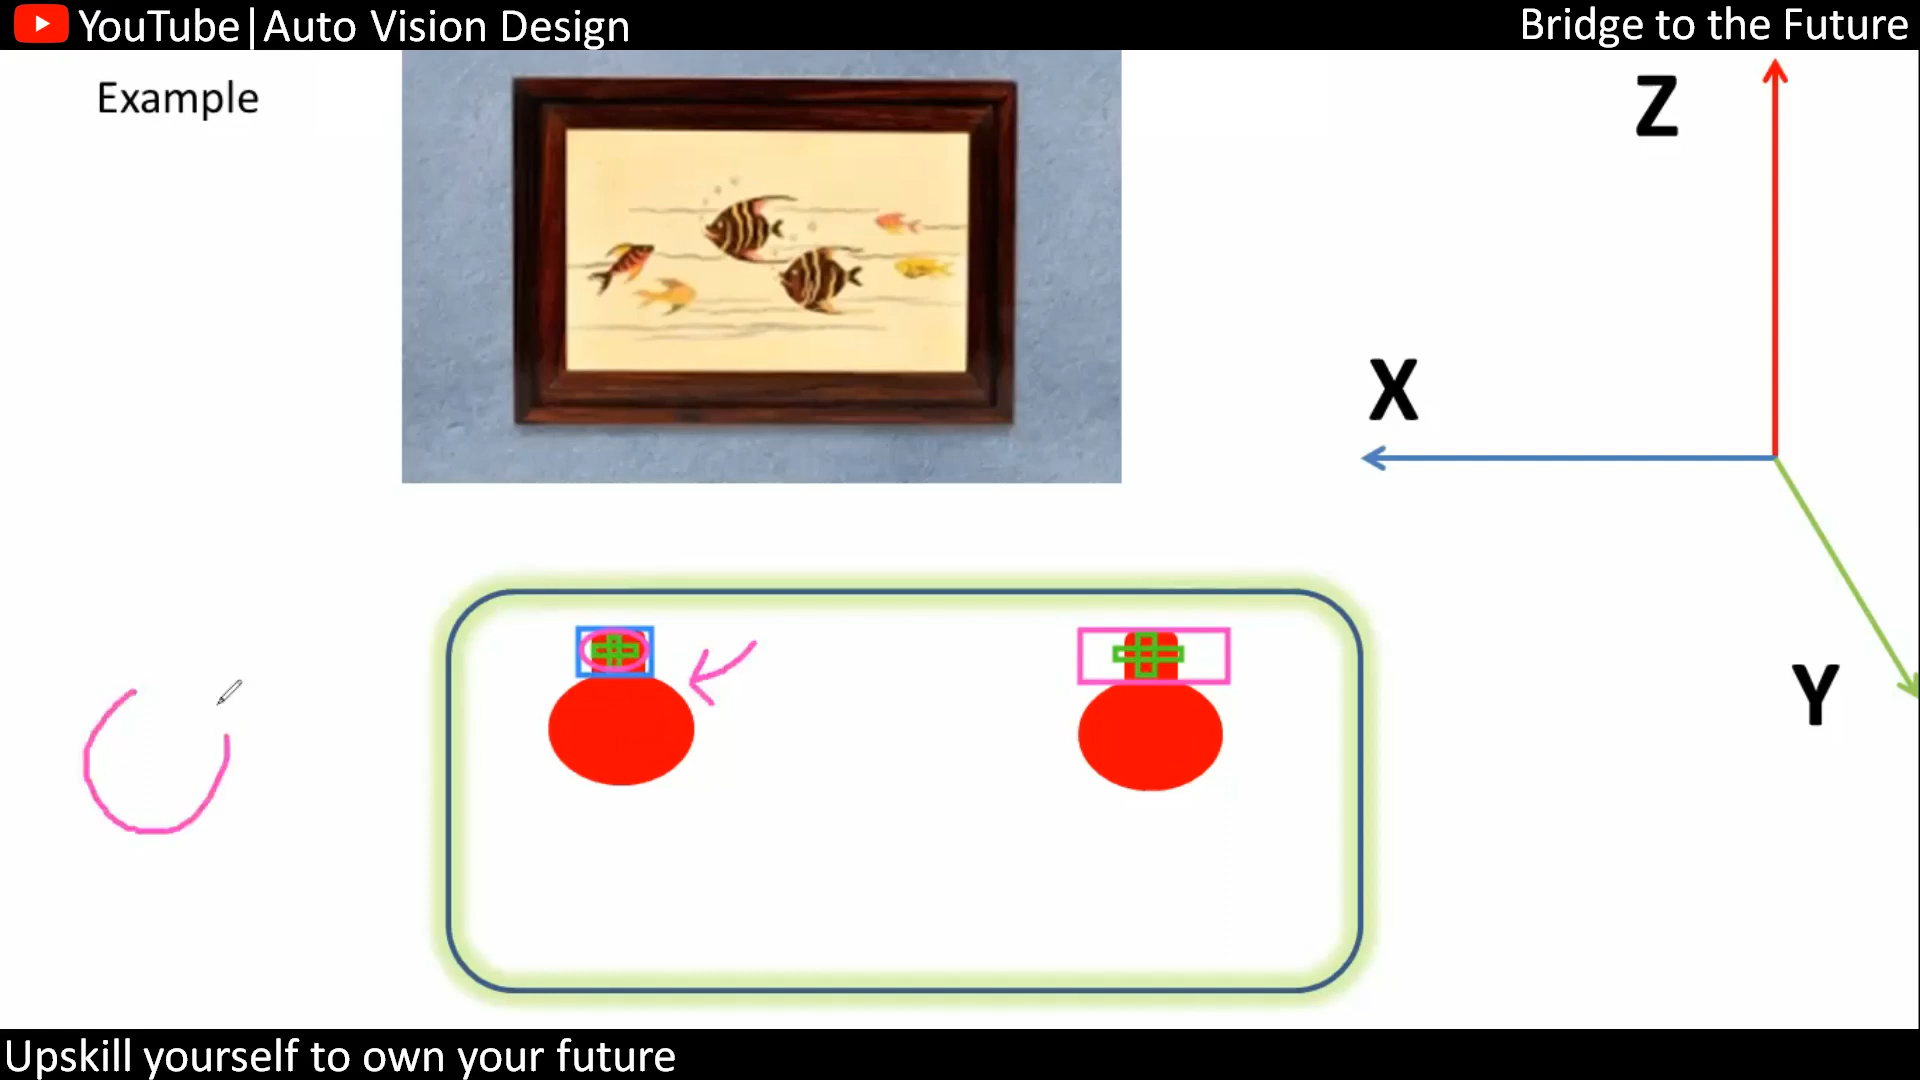 YouTube|Auto Vision Design
Bridge to the Future
Example
Z
X
Y
Upskill yourself to own your future